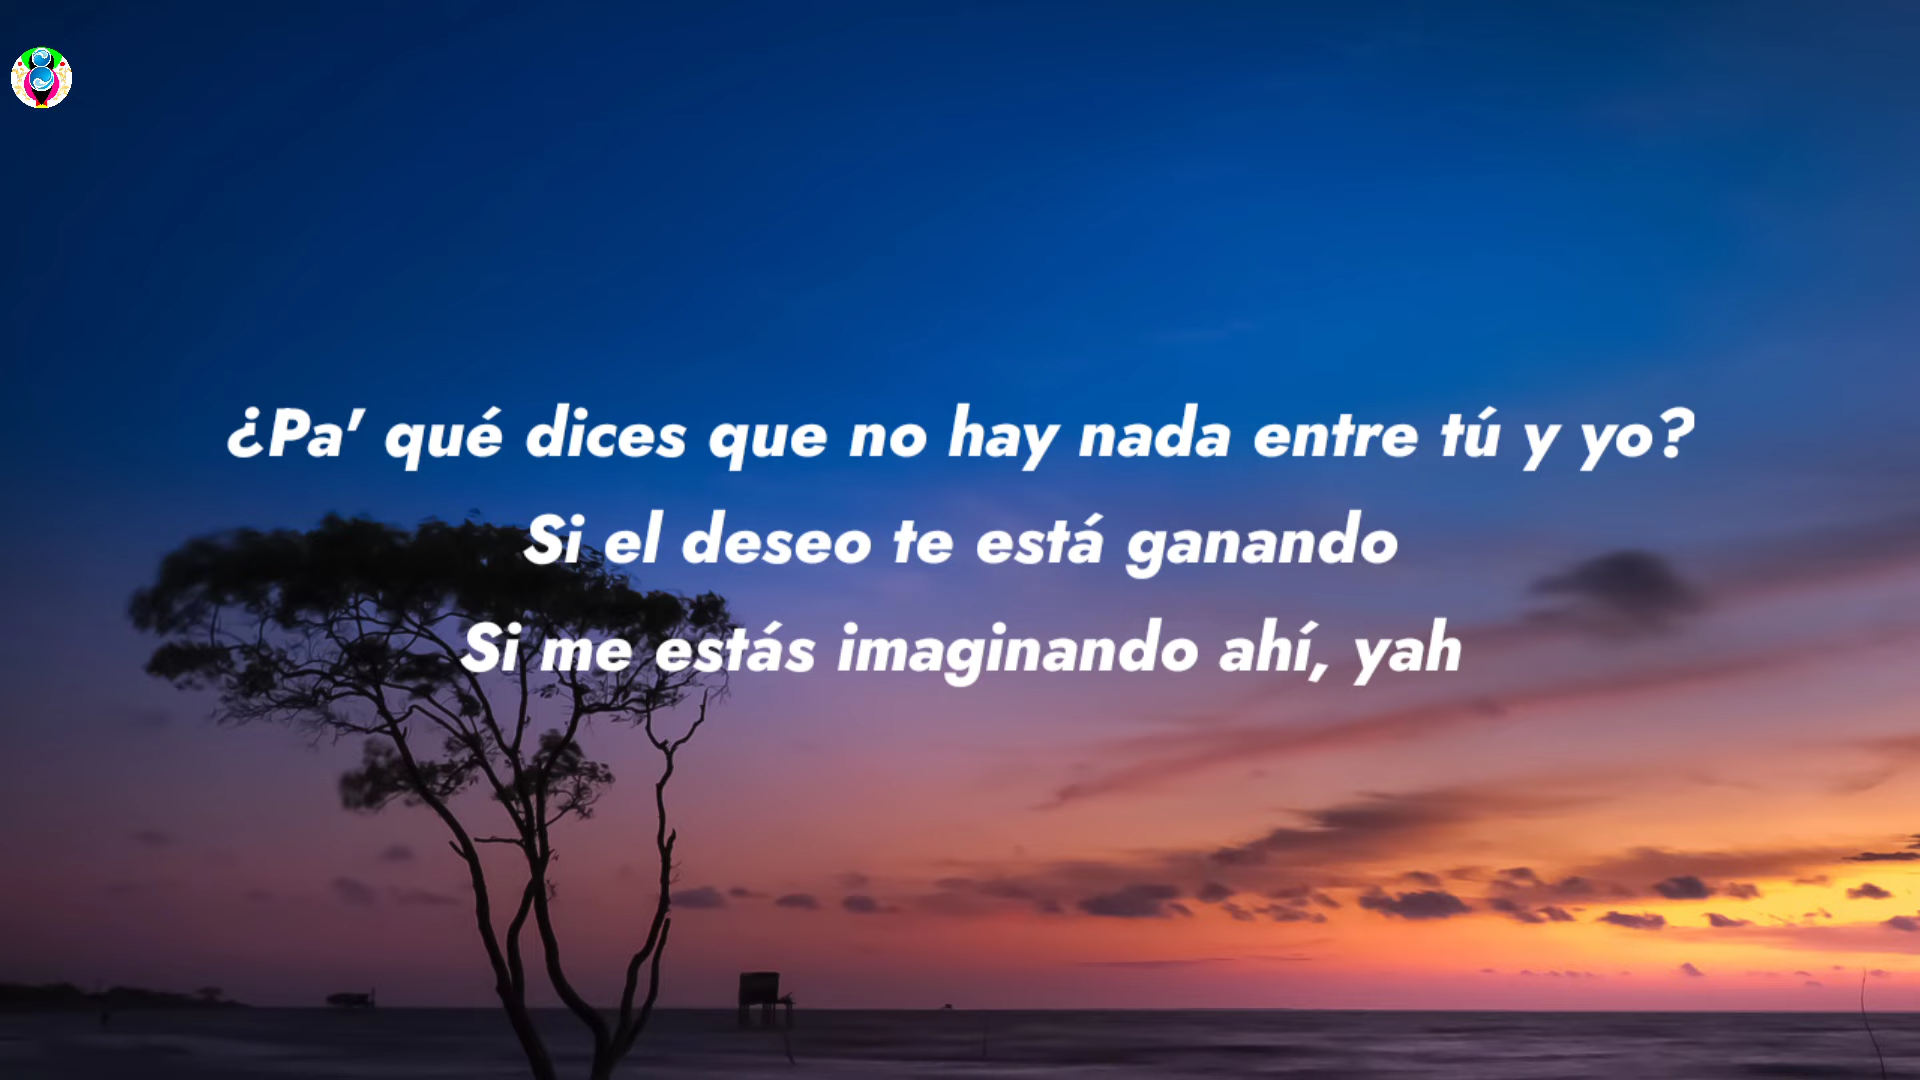 ¿Pa' qué dices que no hay nada entre tú y yo?
Si el deseo te está ganando
Si me estás imaginando ahí, yah